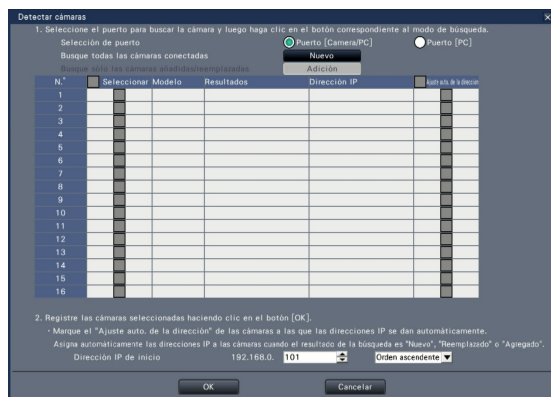 Detectar cámaras
1. Seleccione el puerto para buscar la cámara y luego haga clic en el botón correspondiente al modo de búsqueda.
Selección de puerto Puerto [Camera/PC] Puerto [PC]
Busque todas las cámaras conectadas Nuevo
Busque sólo las cámaras añadidas/reemplazadas Adición
N.° Seleccionar Modelo Resultados Dirección IP Ajuste auto. de la dirección
1
2
3
4
5
6
7
8
9
10
11
12
13
14
15
16
2. Registre las cámaras seleccionadas haciendo clic en el botón [OK].
· Marque el "Ajuste auto. de la dirección" de las cámaras a las que las direcciones IP se dan automáticamente.
Asigna automáticamente las direcciones IP a las cámaras cuando el resultado de la búsqueda es "Nuevo", "Reemplazado" o "Agregado".
Dirección IP de inicio 192.168.0. 101 Orden ascendente
OK Cancelar